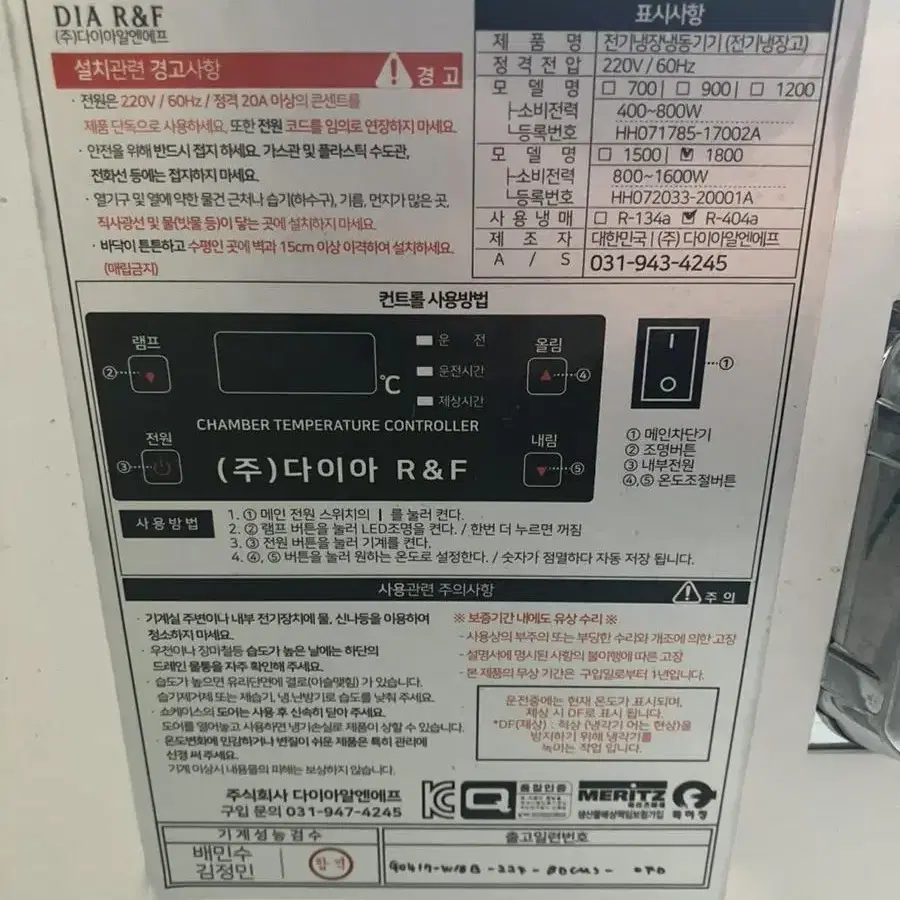 DIA R&F
(주)다이아알엔에프
설치관련 경고사항
경고
· 전원은 220V / 60Hz / 정격 20A 이상의 콘센트를
제품 단독으로 사용하세요, 또한 전원 코드를 임의로 연장하지 마세요.
· 안전을 위해 반드시 접지 하세요. 가스관 및 플라스틱 수도관,
전화선 등에는 접지하지 마세요.
· 열기구 및 열에 약한 물건 근처나 습기(하수구), 기름, 먼지가 많은 곳,
직사광선 및 물(빗물 등)이 닿는 곳에 설치하지 마세요.
· 바닥이 튼튼하고 수평인 곳에 벽과 15cm 이상 이격하여 설치하세요.
(매립금지)
표시사항
제 품 명 전기냉장냉동기기 (전기냉장고)
정격전압 220V / 60Hz
모 델 명 □ 700 | □ 900 | □ 1200
├소비전력 400~800W
└등록번호 HH071785-17002A
모 델 명 □ 1500 | ☑ 1800
├소비전력 800~1600W
└등록번호 HH072033-20001A
사용냉매 □ R-134a ☑ R-404a
제 조 자 대한민국 | (주) 다이아알엔에프
A / S 031-943-4245
컨트롤 사용방법
램프
②
℃
운 전
운전시간
제상시간
올림
④
①
CHAMBER TEMPERATURE CONTROLLER
전원
③
(주)다이아 R&F
내림
⑤
① 메인차단기
② 조명버튼
③ 내부전원
④,⑤ 온도조절버튼
사용방법
1. ① 메인 전원 스위치의 | 를 눌러 켠다.
2. ② 램프 버튼을 눌러 LED조명을 켠다. / 한번 더 누르면 꺼짐
3. ③ 전원 버튼을 눌러 기계를 켠다.
4. ④, ⑤ 버튼을 눌러 원하는 온도로 설정한다. / 숫자가 점멸하다 자동 저장 됩니다.
사용관련 주의사항
주의
· 기계실 주변이나 내부 전기장치에 물, 신나등을 이용하여
청소하지 마세요.
· 우천이나 장마철등 습도가 높은 날에는 하단의
드레인 물통을 자주 확인해 주세요.
· 습도가 높으면 유리단면에 결로(이슬맺힘) 가 있습니다.
습기제거제 또는 제습기, 냉,난방기로 습도를 낮춰 주세요.
· 쇼케이스의 도어는 사용 후 신속히 닫아 주세요.
도어를 열어놓고 사용하면 냉기손실로 제품이 상할 수 있습니다.
· 온도변화에 민감하거나 변질이 쉬운 제품은 특히 관리에
신경 써 주세요.
기계 이상시 내용물의 피해는 보상하지 않습니다.
※ 보증기간 내에도 유상 수리 ※
- 사용상의 부주의 또는 부당한 수리와 개조에 의한 고장
- 설명서에 명시된 사항의 불이행에 따른 고장
- 본 제품의 무상 기간은 구입일로부터 1년입니다.
운전중에는 현재 온도가 표시되며,
제상 시 DF로 표시 됩니다.
*DF(제상) : 적상 (냉각기 어는 현상)을
방지하기 위해 냉각기를
녹이는 작업 입니다.
주식회사 다이아알엔에프
구입 문의 031-947-4245
품질인증
MERITZ
메리츠화재
생산물배상책임보험가입
특허청
기계성능검수
배민수
김정민
합격
출고일련번호